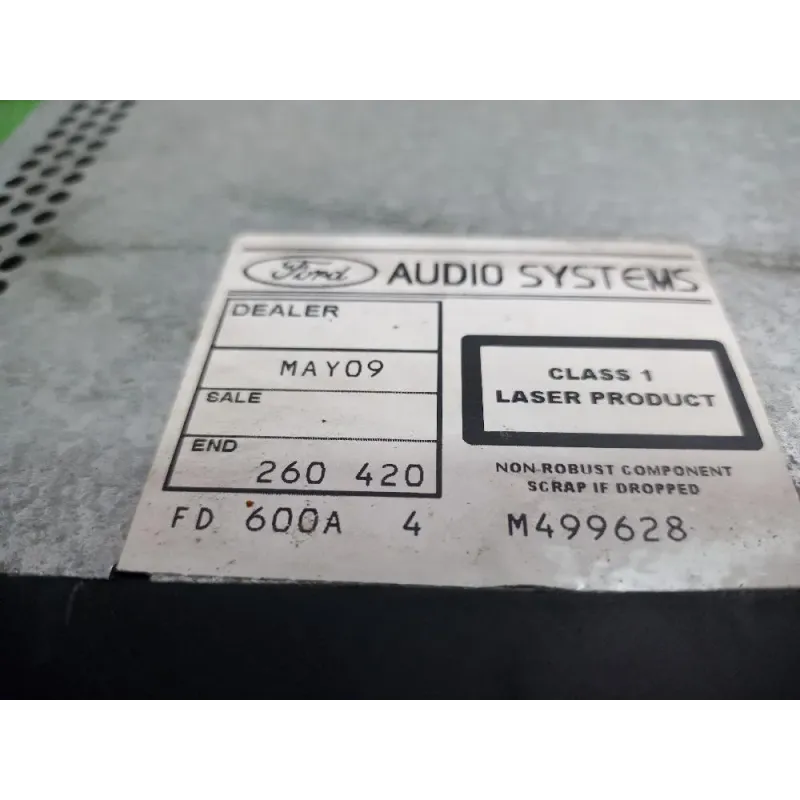 Ford AUDIO SYSTEMS
DEALER
MAY09
SALE
END
260 420
CLASS 1
LASER PRODUCT
NON-ROBUST COMPONENT
SCRAP IF DROPPED
FD 600A 4 M499628